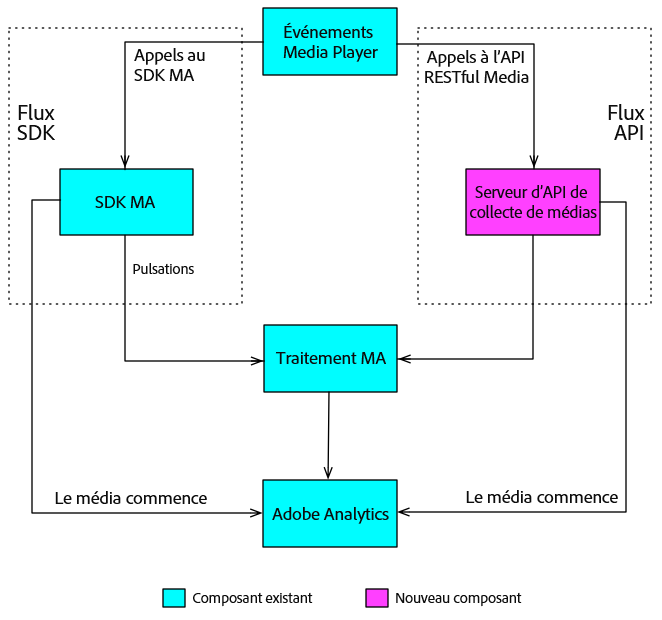 Événements
Media Player
Appels au
SDK MA
Appels à l’API
RESTful Media
Flux
SDK
Flux
API
SDK MA
Serveur d’API de
collecte de médias
Pulsations
Traitement MA
Le média commence
Le média commence
Adobe Analytics
Composant existant
Nouveau composant